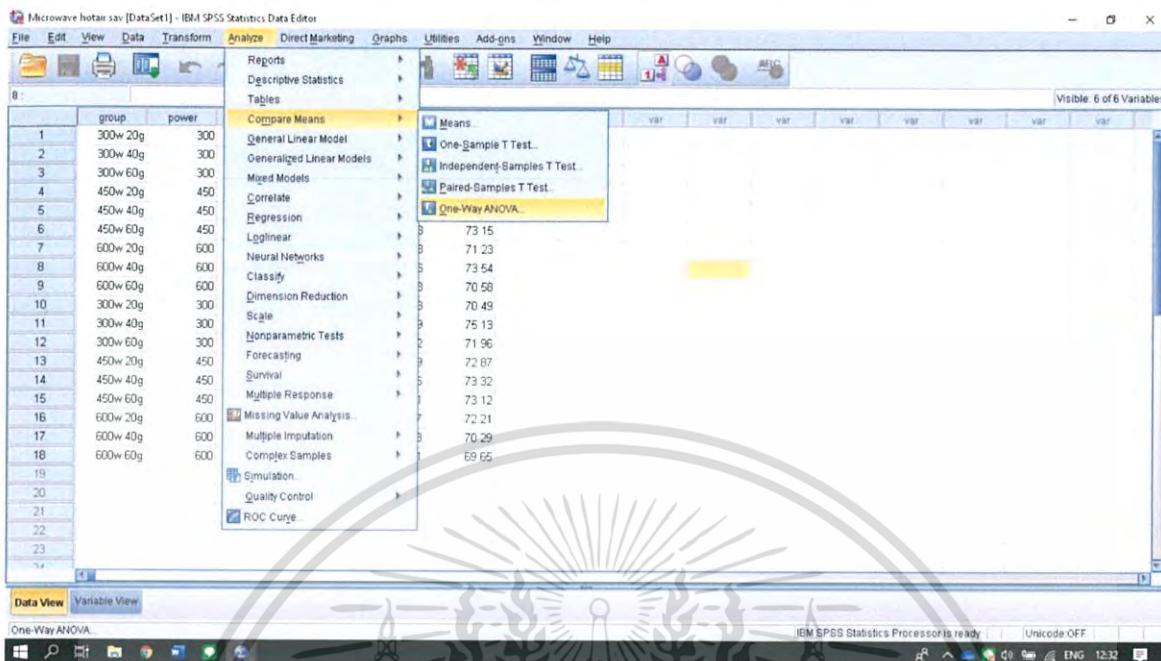 Microwave hotair.sav [DataSet1] - IBM SPSS Statistics Data Editor
File Edit View Data Transform Analyze Direct Marketing Graphs Utilities Add-ons Window Help
8 :
Visible: 6 of 6 Variables
Reports
Descriptive Statistics
Tables
Compare Means
General Linear Model
Generalized Linear Models
Mixed Models
Correlate
Regression
Loglinear
Neural Networks
Classify
Dimension Reduction
Scale
Nonparametric Tests
Forecasting
Survival
Multiple Response
Missing Value Analysis...
Multiple Imputation
Complex Samples
Simulation...
Quality Control
ROC Curve...
Means...
One-Sample T Test...
Independent-Samples T Test...
Paired-Samples T Test...
One-Way ANOVA...
group power var var var var var var var
1 300w 20g 300
2 300w 40g 300
3 300w 60g 300
4 450w 20g 450
5 450w 40g 450
6 450w 60g 450 73 15
7 600w 20g 600 71 23
8 600w 40g 600 73 54
9 600w 60g 600 70 58
10 300w 20g 300 70 49
11 300w 40g 300 75 13
12 300w 60g 300 71 96
13 450w 20g 450 72 87
14 450w 40g 450 73 32
15 450w 60g 450 73 12
16 600w 20g 600 72 21
17 600w 40g 600 70 29
18 600w 60g 600 69 65
19
20
21
22
23
Data View Variable View
One-Way ANOVA...
IBM SPSS Statistics Processor is ready Unicode:OFF
ENG 12:32